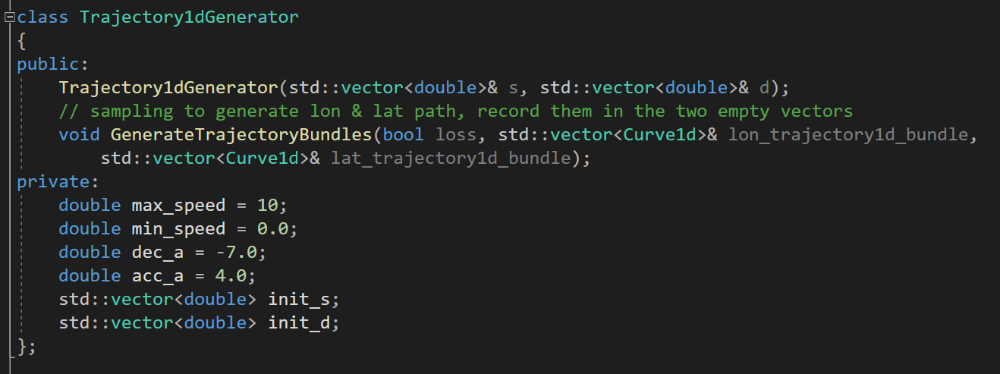 class Trajectory1dGenerator
{
public:
    Trajectory1dGenerator(std::vector<double>& s, std::vector<double>& d);
    // sampling to generate lon & lat path, record them in the two empty vectors
    void GenerateTrajectoryBundles(bool loss, std::vector<Curve1d>& lon_trajectory1d_bundle,
        std::vector<Curve1d>& lat_trajectory1d_bundle);
private:
    double max_speed = 10;
    double min_speed = 0.0;
    double dec_a = -7.0;
    double acc_a = 4.0;
    std::vector<double> init_s;
    std::vector<double> init_d;
};